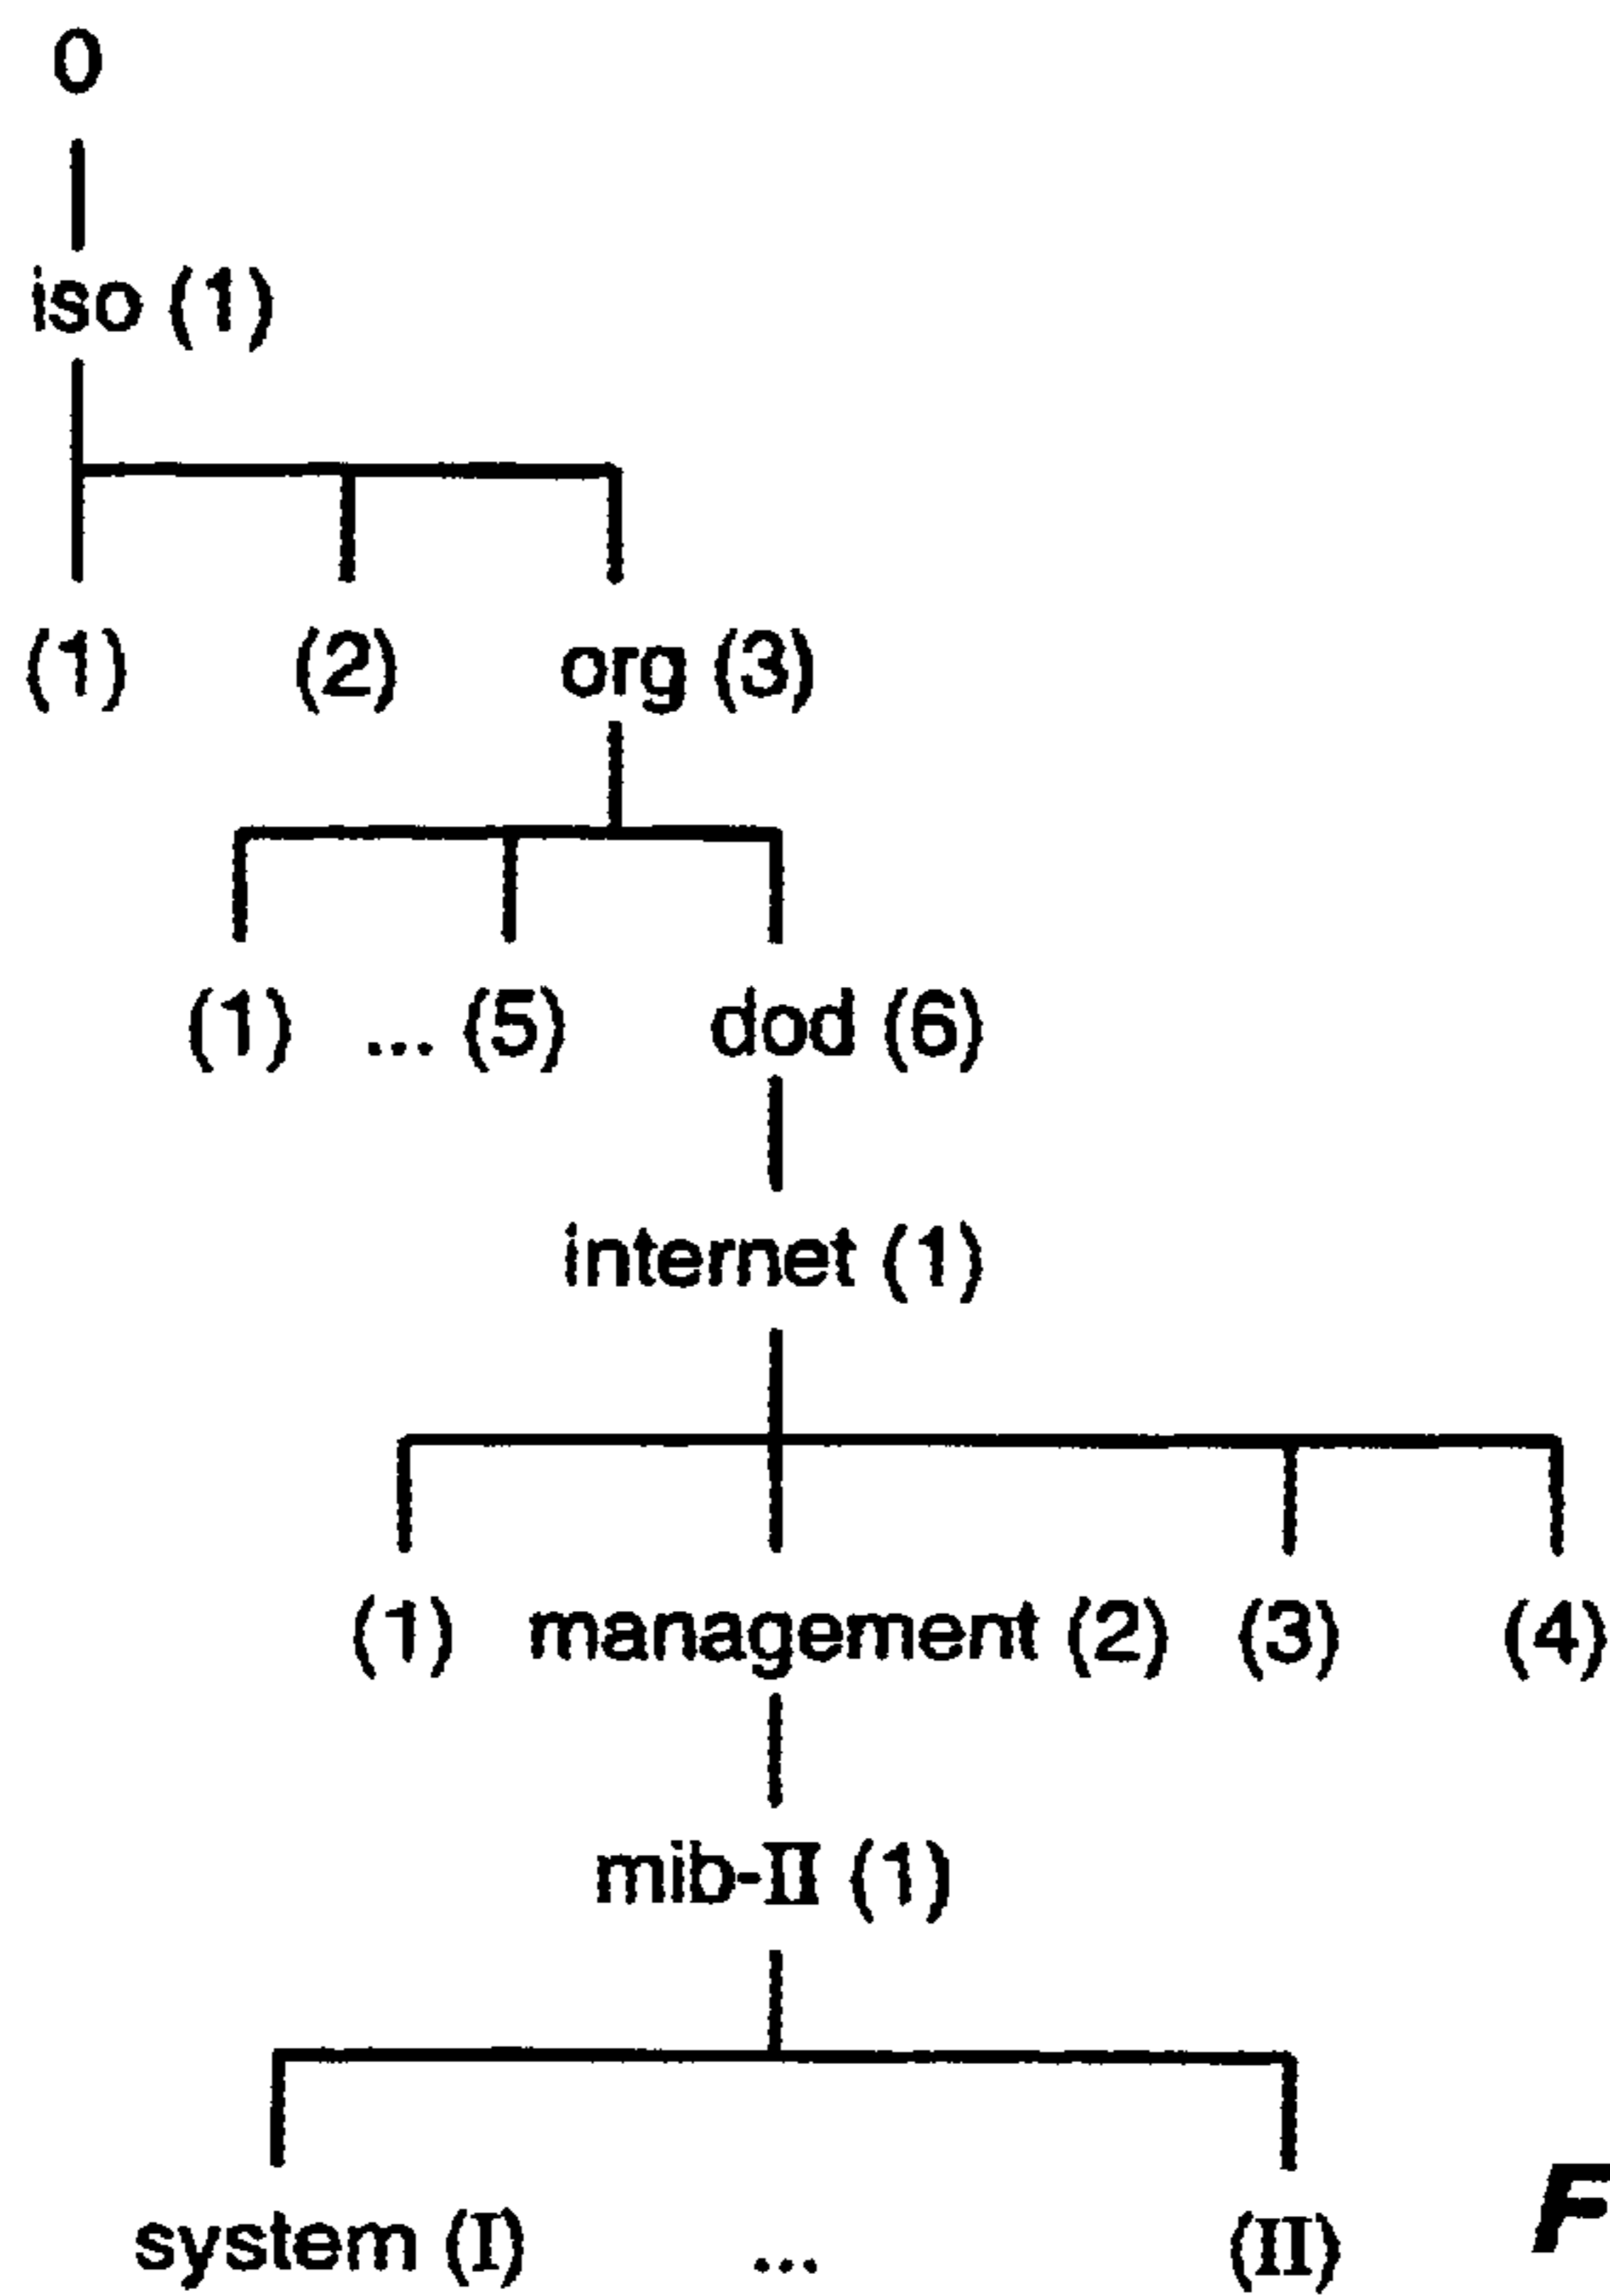 0
iso (1)
(1) (2) org (3)
(1) ... (5) dod (6)
internet (1)
(1) management (2) (3) (4)
mib-II (1)
system (I) ... (II)
F